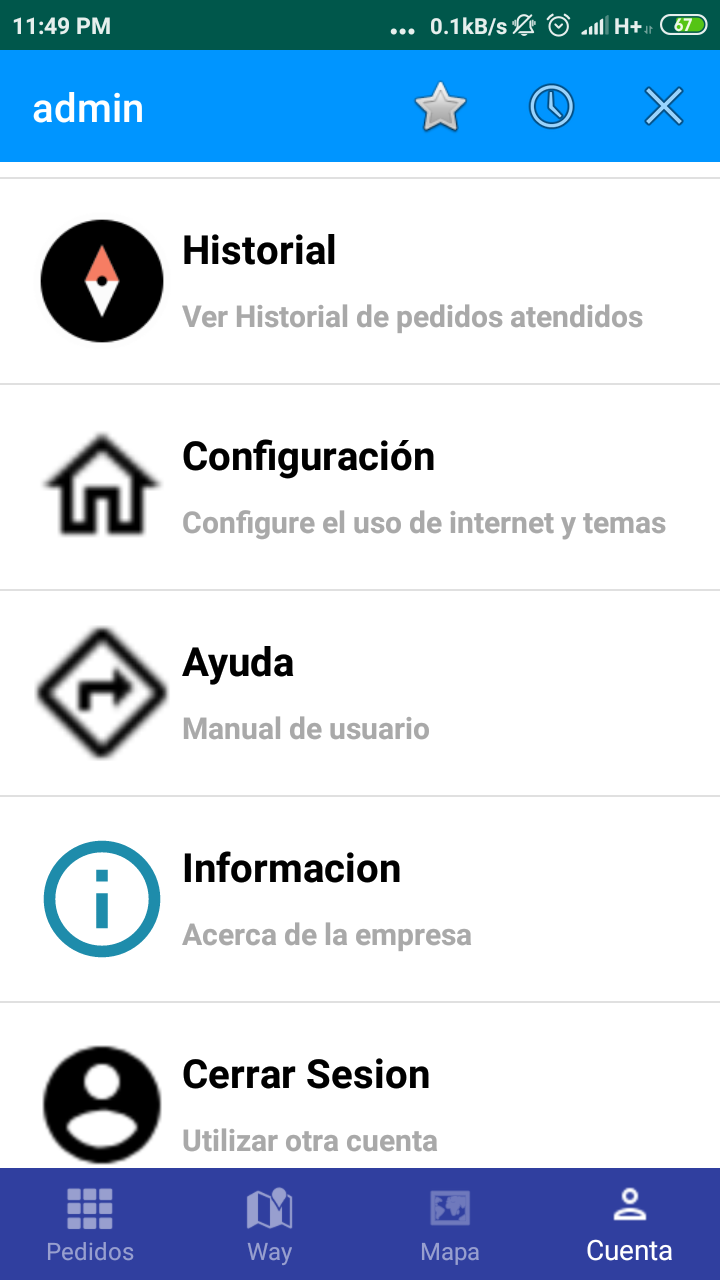 11:49 PM ... 0.1kB/s H+ 67
admin
Historial
Ver Historial de pedidos atendidos
Configuración
Configure el uso de internet y temas
Ayuda
Manual de usuario
Informacion
Acerca de la empresa
Cerrar Sesion
Utilizar otra cuenta
Pedidos Way Mapa Cuenta